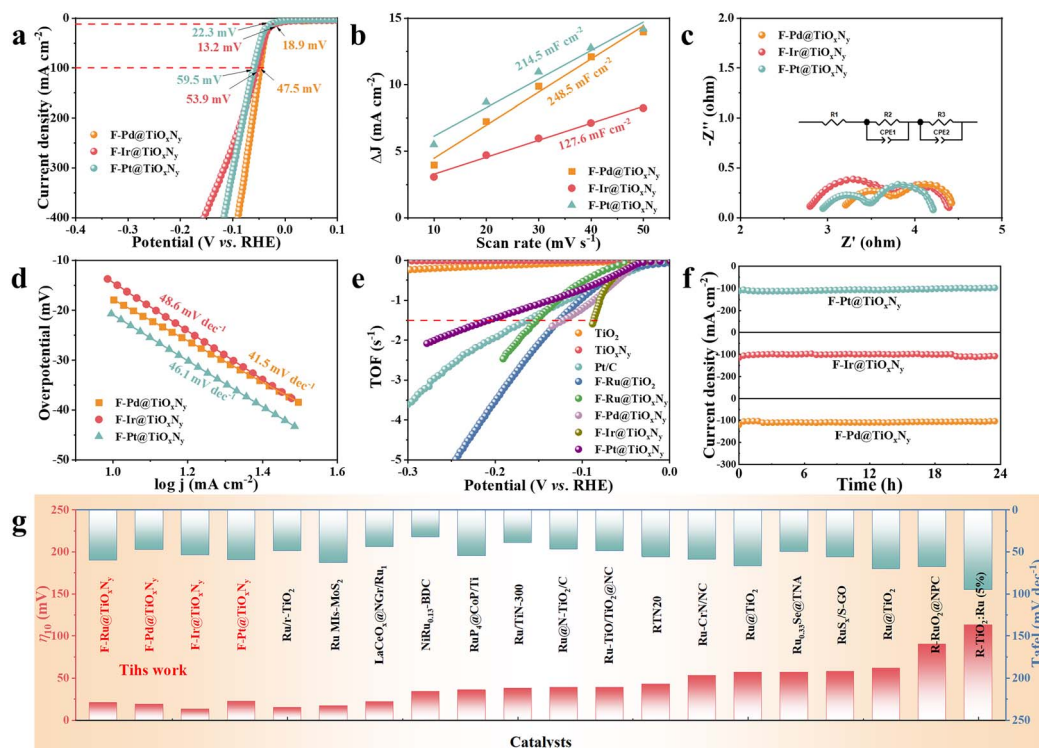 a
Current density (mA cm⁻²)
0
-100
-200
-300
-400
22.3 mV
13.2 mV
18.9 mV
59.5 mV
53.9 mV
47.5 mV
F-Pd@TiOₓNᵧ
F-Ir@TiOₓNᵧ
F-Pt@TiOₓNᵧ
-0.3 -0.2 -0.1 0.0 0.1
Potential (V vs. RHE)
b
ΔJ (mA cm⁻²)
15
10
5
0
214.5 mF cm⁻²
248.5 mF cm⁻²
127.6 mF cm⁻²
F-Pd@TiOₓNᵧ
F-Ir@TiOₓNᵧ
F-Pt@TiOₓNᵧ
10 20 30 40 50
Scan rate (mV s⁻¹)
c
-Z'' (ohm)
2.0
1.5
1.0
0.5
0.0
F-Pd@TiOₓNᵧ
F-Ir@TiOₓNᵧ
F-Pt@TiOₓNᵧ
R1 R2 R3
CPE1 CPE2
2 3 4 5
Z' (ohm)
d
Overpotential (mV)
-10
-20
-30
-40
-50
48.6 mV dec⁻¹
41.5 mV dec⁻¹
46.1 mV dec⁻¹
F-Pd@TiOₓNᵧ
F-Ir@TiOₓNᵧ
F-Pt@TiOₓNᵧ
1.0 1.2 1.4 1.6
log j (mA cm⁻²)
e
TOF (s⁻¹)
0
-1
-2
-3
-4
-5
TiO₂
TiOₓNᵧ
Pt/C
F-Ru@TiO₂
F-Ru@TiOₓNᵧ
F-Pd@TiOₓNᵧ
F-Ir@TiOₓNᵧ
F-Pt@TiOₓNᵧ
-0.3 -0.2 -0.1 0.0
Potential (V vs. RHE)
f
Current density (mA cm⁻²)
0
-100
-200
0
-100
-200
0
-100
-200
-300
F-Pt@TiOₓNᵧ
F-Ir@TiOₓNᵧ
F-Pd@TiOₓNᵧ
0 6 12 18 24
Time (h)
g
η₁₀ (mV)
250
200
150
100
50
0
F-Ru@TiOₓNᵧ
F-Pd@TiOₓNᵧ
F-Ir@TiOₓNᵧ
F-Pt@TiOₓNᵧ
Ru/r-TiO₂
Ru MIs-MoS₂
LaCeOₓ@NGr/Ru₁
NiRu₀.₁₃-BDC
RuP₄@CoP/Ti
Ru/TiN-300
Ru@N-TiO₂/C
Ru-TiO/TiO₂@NC
RTN20
Ru-CrN/NC
Ru@TiO₂
Ru₀.₃₃Se@TNA
RuSₓ/S-GO
Ru@TiO₂
R-RuO₂@NPC
R-TiO₂:Ru (5%)
Tihs work
0
50
100
150
200
250
Tafel (mV dec⁻¹)
Catalysts